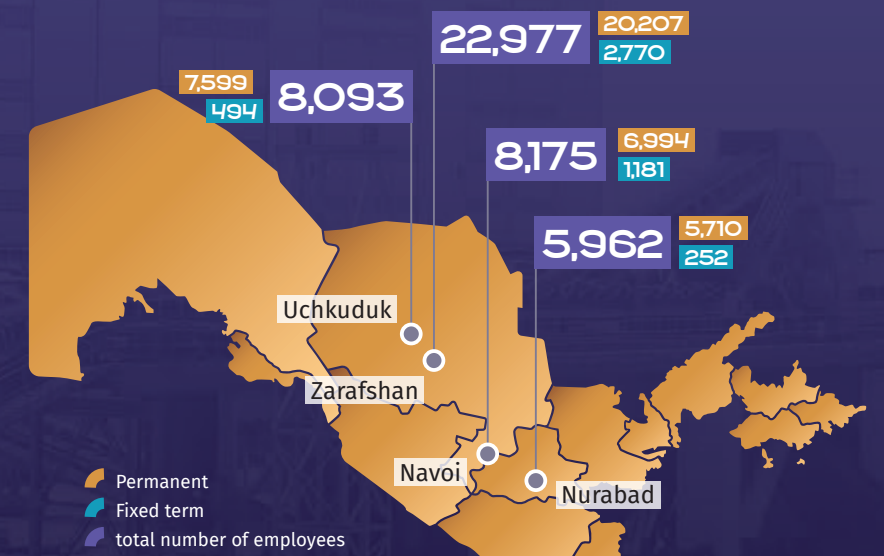 22,977
20,207
2,770
7,599
494
8,093
8,175
6,994
1,181
5,962
5,710
252
Uchkuduk
Zarafshan
Navoi
Nurabad
Permanent
Fixed term
total number of employees